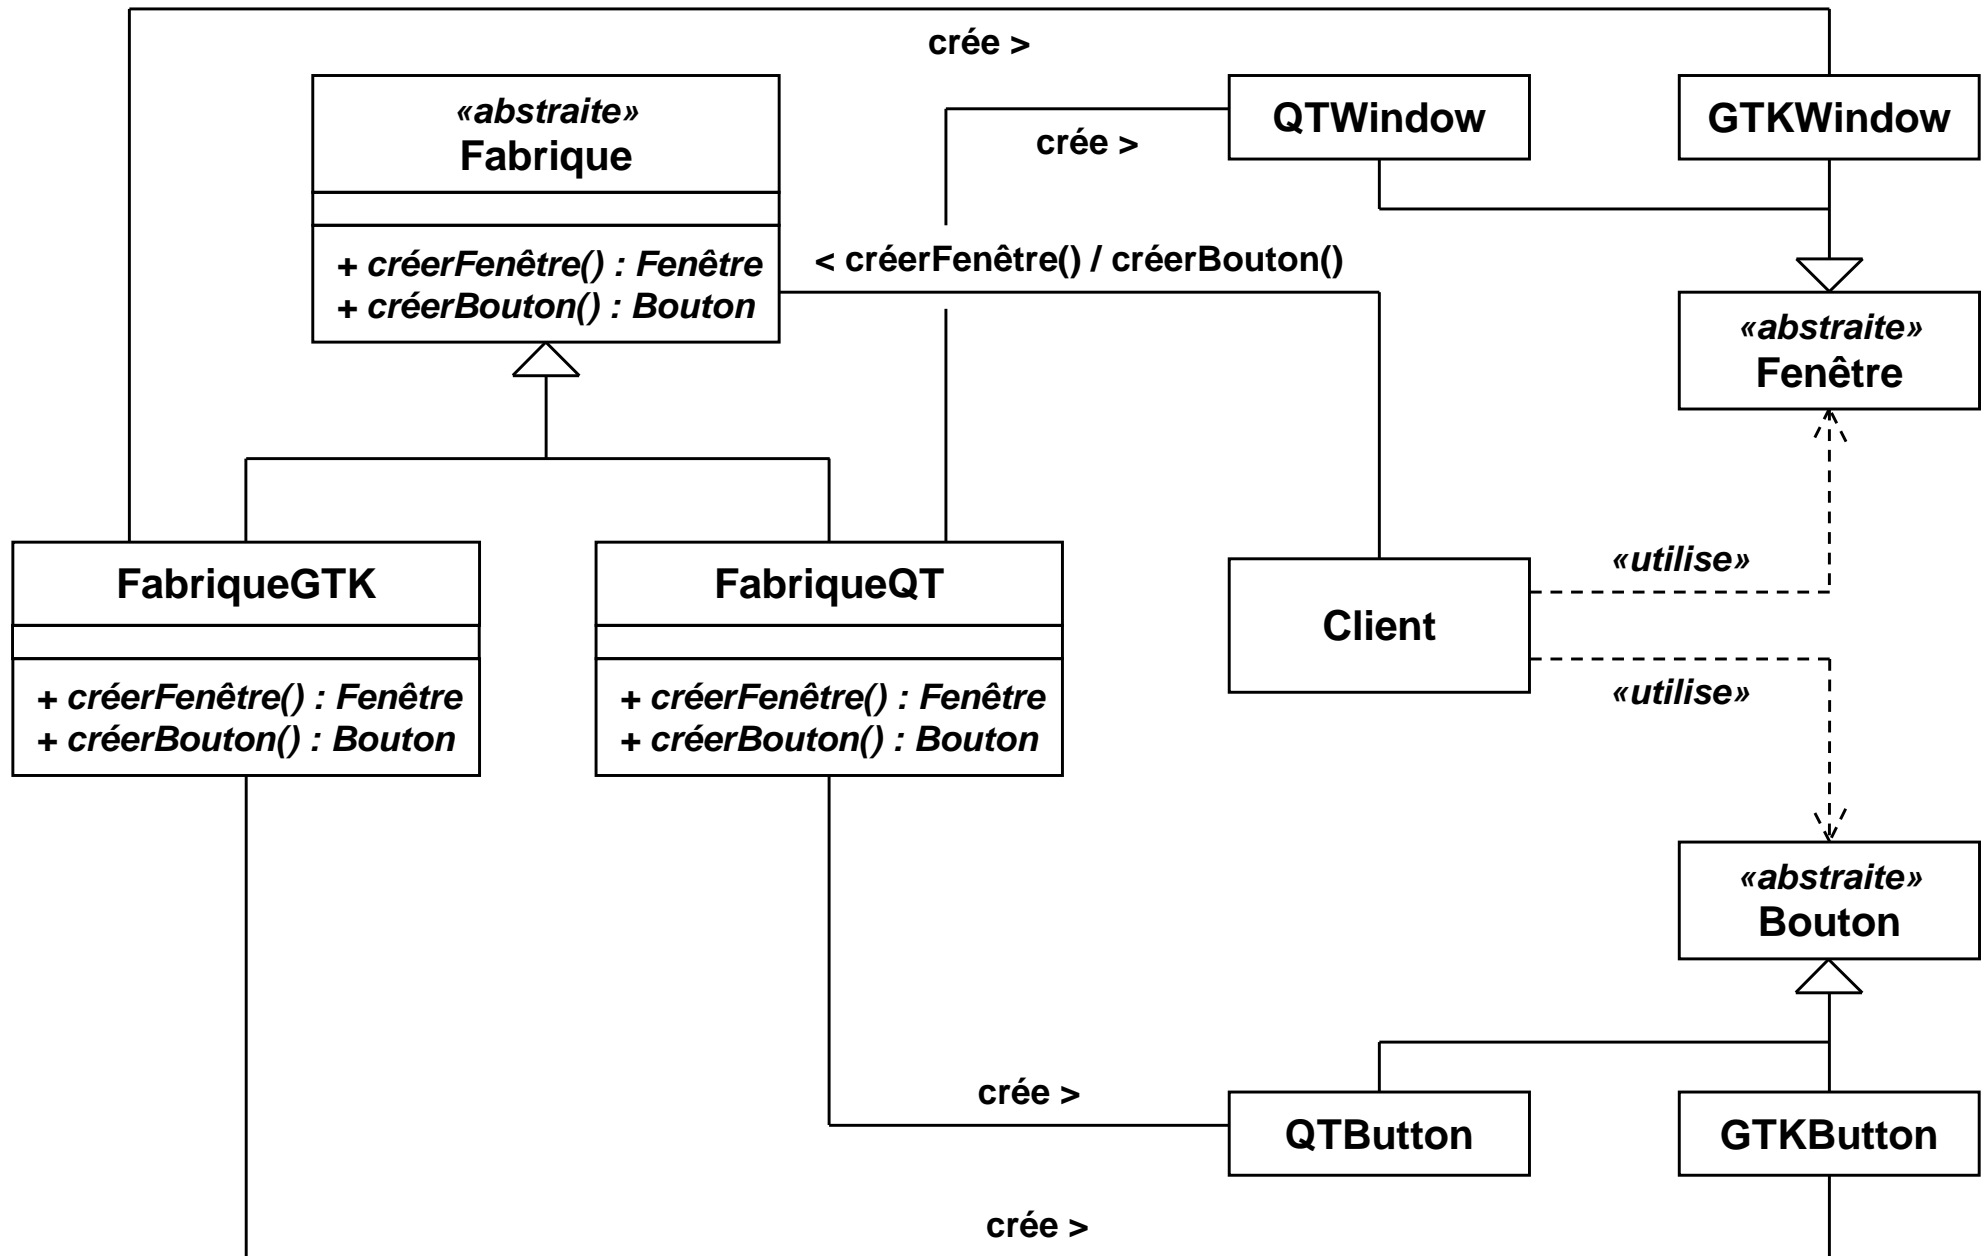 crée >
«abstraite»
Fabrique
+ créerFenêtre() : Fenêtre
+ créerBouton() : Bouton
crée >
QTWindow
GTKWindow
< créerFenêtre() / créerBouton()
«abstraite»
Fenêtre
FabriqueGTK
+ créerFenêtre() : Fenêtre
+ créerBouton() : Bouton
FabriqueQT
+ créerFenêtre() : Fenêtre
+ créerBouton() : Bouton
Client
«utilise»
«utilise»
«abstraite»
Bouton
crée >
QTButton
GTKButton
crée >